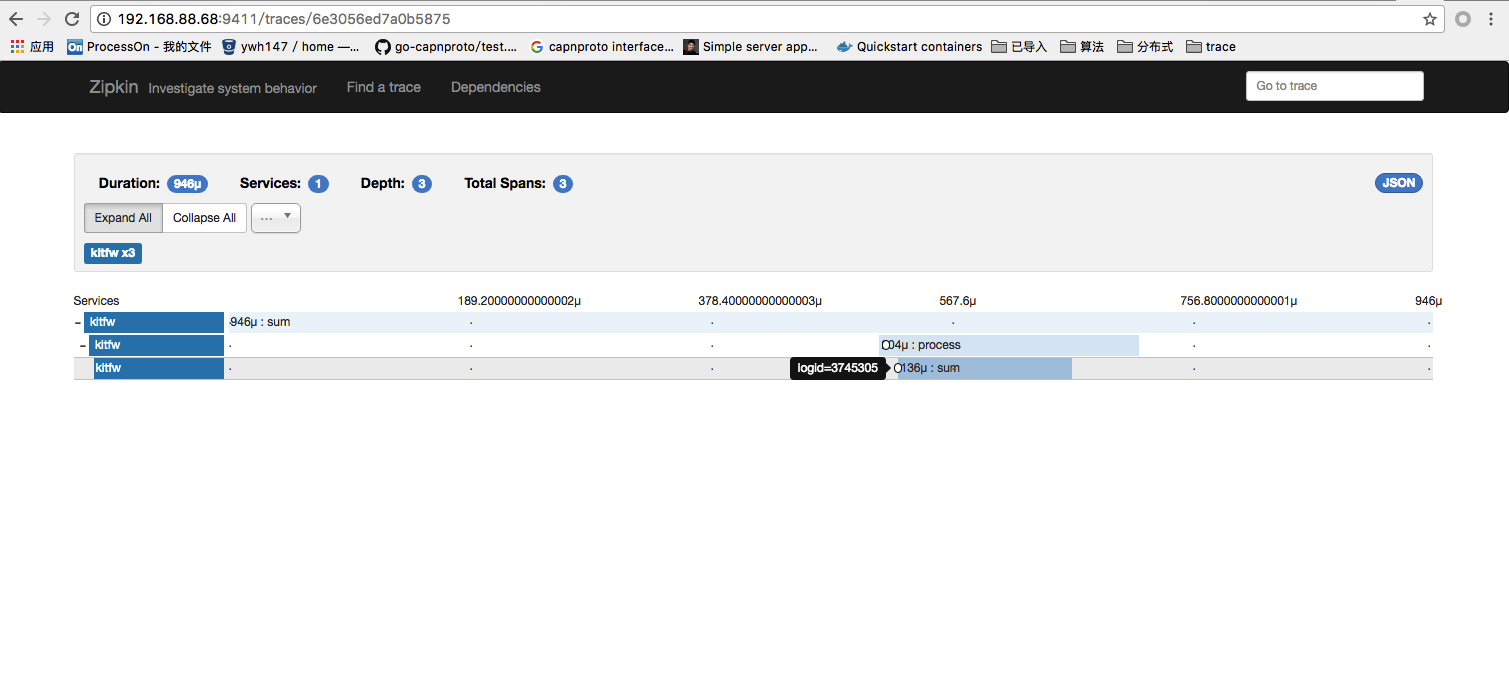 192.168.88.68:9411/traces/6e3056ed7a0b5875
应用 On ProcessOn - 我的文件 ywh147 / home —... go-capnproto/test.... capnproto interface... Simple server app... Quickstart containers 已导入 算法 分布式 trace
Zipkin Investigate system behavior Find a trace Dependencies Go to trace
Duration: 946μ Services: 1 Depth: 3 Total Spans: 3 JSON
Expand All Collapse All ...
kitfw x3
Services 189.20000000000002μ 378.40000000000003μ 567.6μ 756.8000000000001μ 946μ
- kitfw 946μ : sum
- kitfw 04μ : process
kitfw logid=3745305 136μ : sum